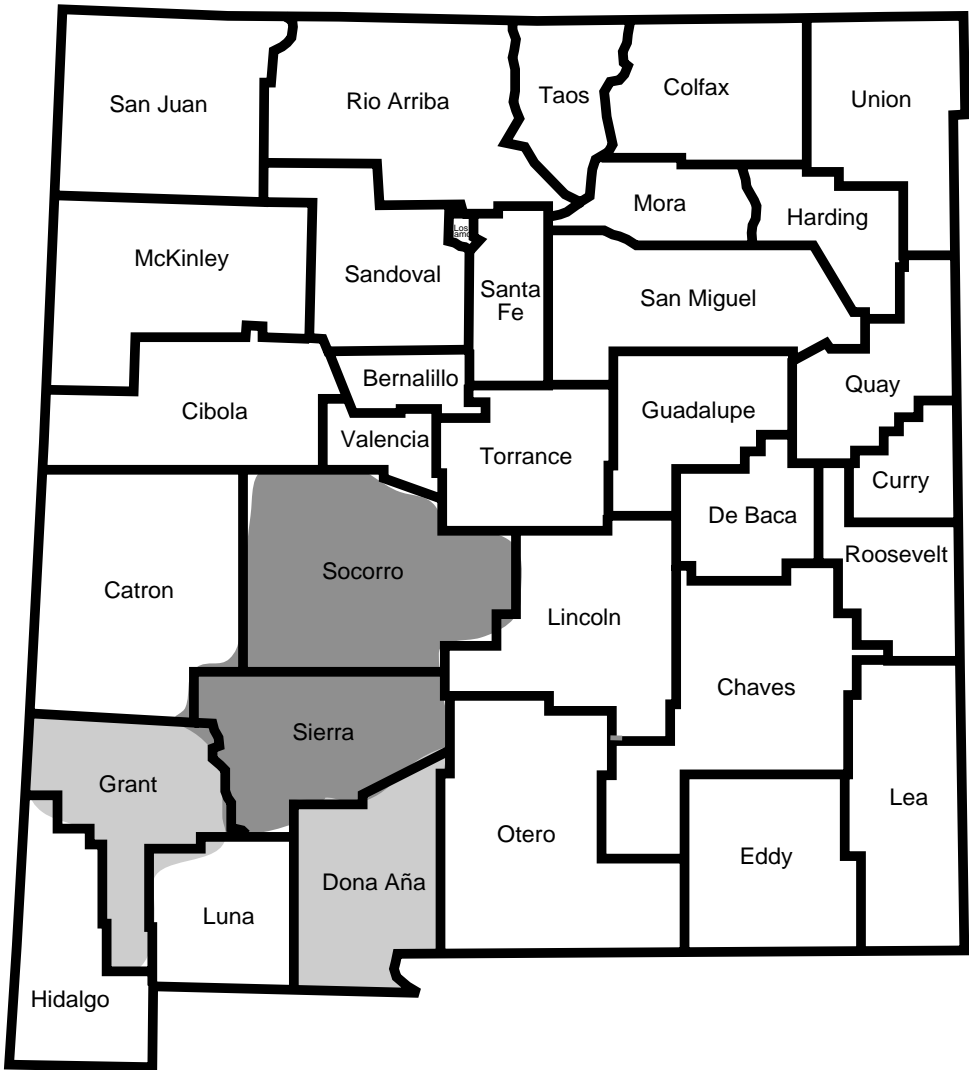 San Juan
Rio Arriba
Taos
Colfax
Union
McKinley
Sandoval
Los
Santa
Fe
Mora
Harding
San Miguel
Cibola
Bernalillo
Valencia
Torrance
Guadalupe
Quay
Curry
De Baca
Roosevelt
Catron
Socorro
Lincoln
Chaves
Sierra
Grant
Otero
Eddy
Lea
Dona Aña
Luna
Hidalgo